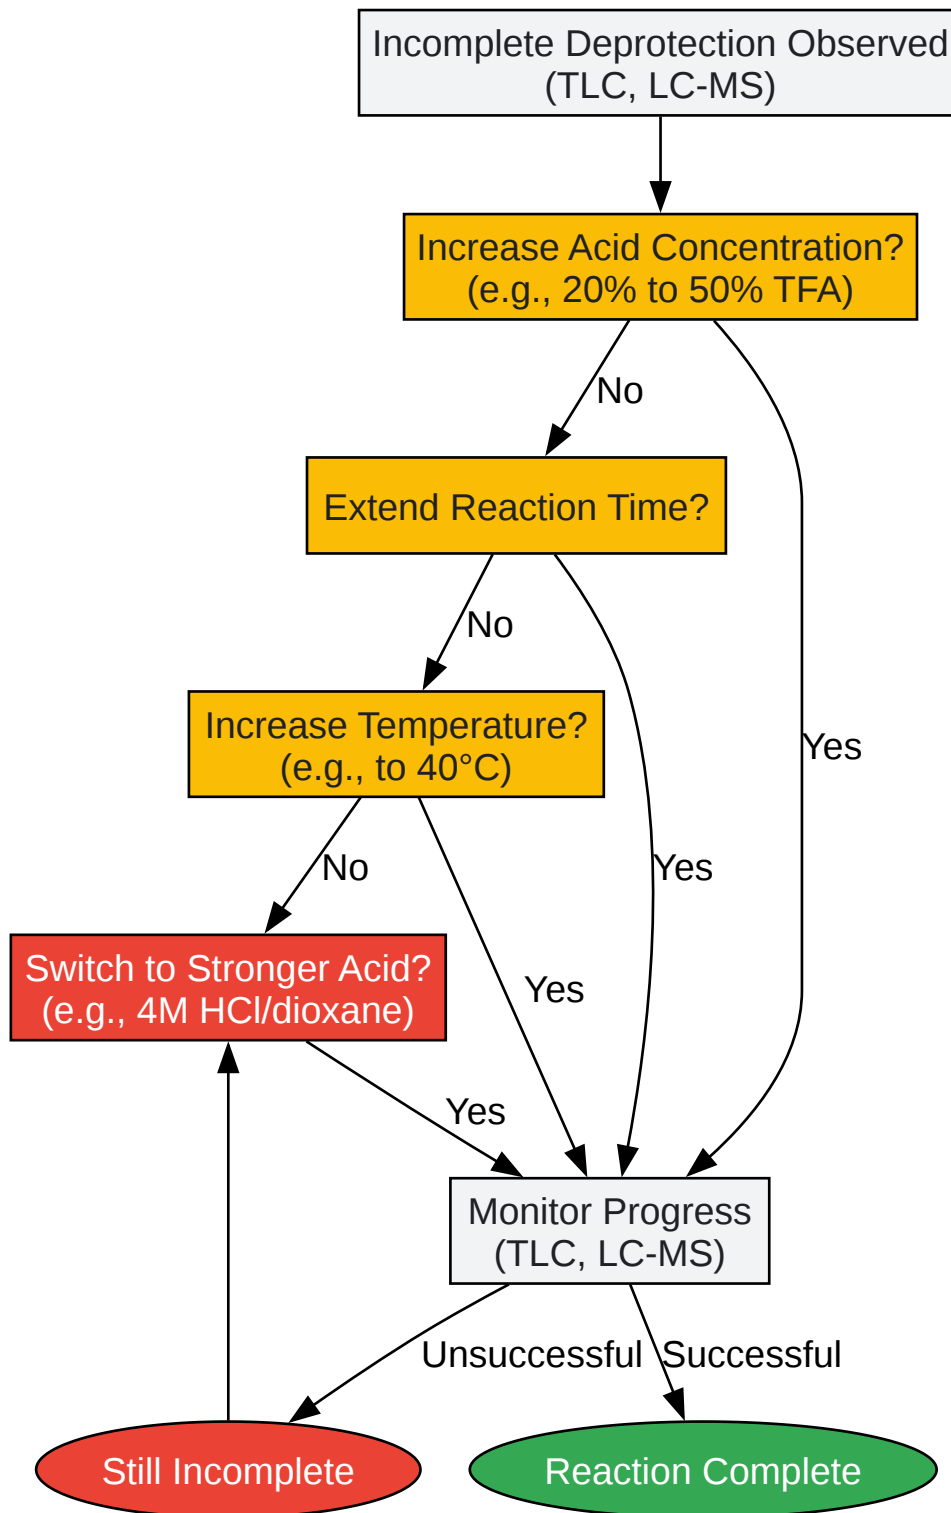 Incomplete Deprotection Observed
(TLC, LC-MS)
Increase Acid Concentration?
(e.g., 20% to 50% TFA)
No
Extend Reaction Time?
No
Increase Temperature?
(e.g., to 40°C)
Yes
Yes
No
Switch to Stronger Acid?
(e.g., 4M HCl/dioxane)
Yes
Yes
Monitor Progress
(TLC, LC-MS)
Unsuccessful
Successful
Still Incomplete
Reaction Complete